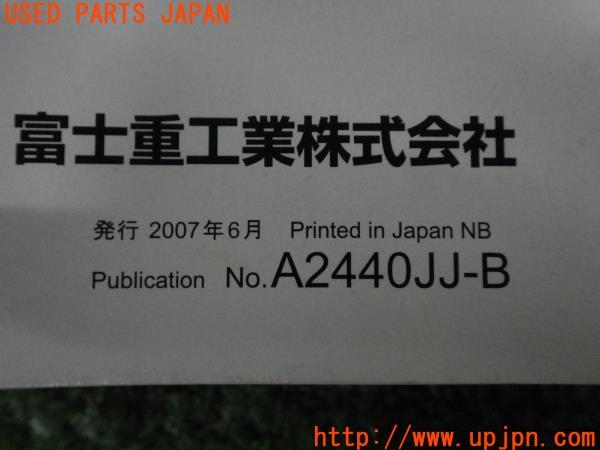 USED PARTS JAPAN
富士重工業株式会社
発行 2007年6月 Printed in Japan NB
Publication No. A2440JJ-B
http://www.upjpn.com